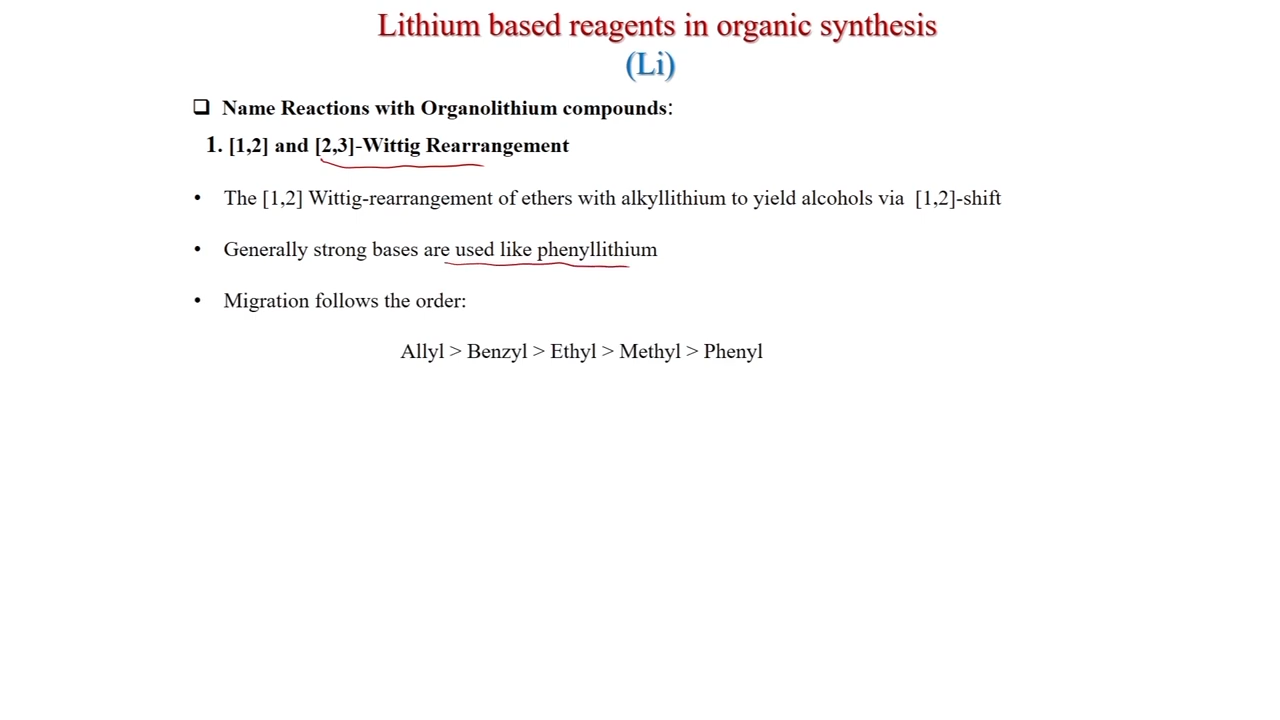 Lithium based reagents in organic synthesis
(Li)
❑ Name Reactions with Organolithium compounds:
1. [1,2] and [2,3]-Wittig Rearrangement
• The [1,2] Wittig-rearrangement of ethers with alkyllithium to yield alcohols via [1,2]-shift
• Generally strong bases are used like phenyllithium
• Migration follows the order:
Allyl > Benzyl > Ethyl > Methyl > Phenyl